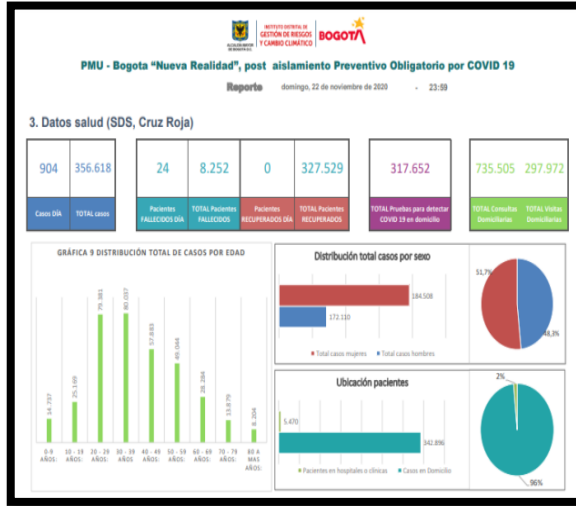 ALCALDÍA MAYOR
DE BOGOTÁ D.C.
INSTITUTO DISTRITAL DE
GESTIÓN DE RIESGOS
Y CAMBIO CLIMÁTICO
BOGOTÁ
PMU - Bogota “Nueva Realidad”, post aislamiento Preventivo Obligatorio por COVID 19
Reporte domingo, 22 de noviembre de 2020 - 23:59
3. Datos salud (SDS, Cruz Roja)
904 356.618 24 8.252 0 327.529 317.652 735.505 297.972
Casos DÍA
TOTAL casos
Pacientes
FALLECIDOS DÍA
TOTAL Pacientes
FALLECIDOS
Pacientes
RECUPERADOS DÍA
TOTAL Pacientes
RECUPERADOS
TOTAL Pruebas para detectar
COVID 19 en domicilio
TOTAL Consultas
Domiciliarias
TOTAL Visitas
Domiciliarias
GRÁFICA 9 DISTRIBUCIÓN TOTAL DE CASOS POR EDAD
14.737
25.169
79.381
80.037
57.883
49.044
28.284
13.879
8.204
0-9
AÑOS:
10 - 19
AÑOS:
20 - 29
AÑOS:
30 - 39
AÑOS
40 - 49
AÑOS:
50 - 59
AÑOS:
60 - 69
AÑOS:
70 - 79
AÑOS:
80 A
MAS
AÑOS:
Distribución total casos por sexo
184.508
172.110
Total casos mujeres Total casos hombres
51,7%
48,3%
Ubicación pacientes
5.470
342.896
Pacientes en hospitales o clínicas Casos en Domicilio
2%
96%